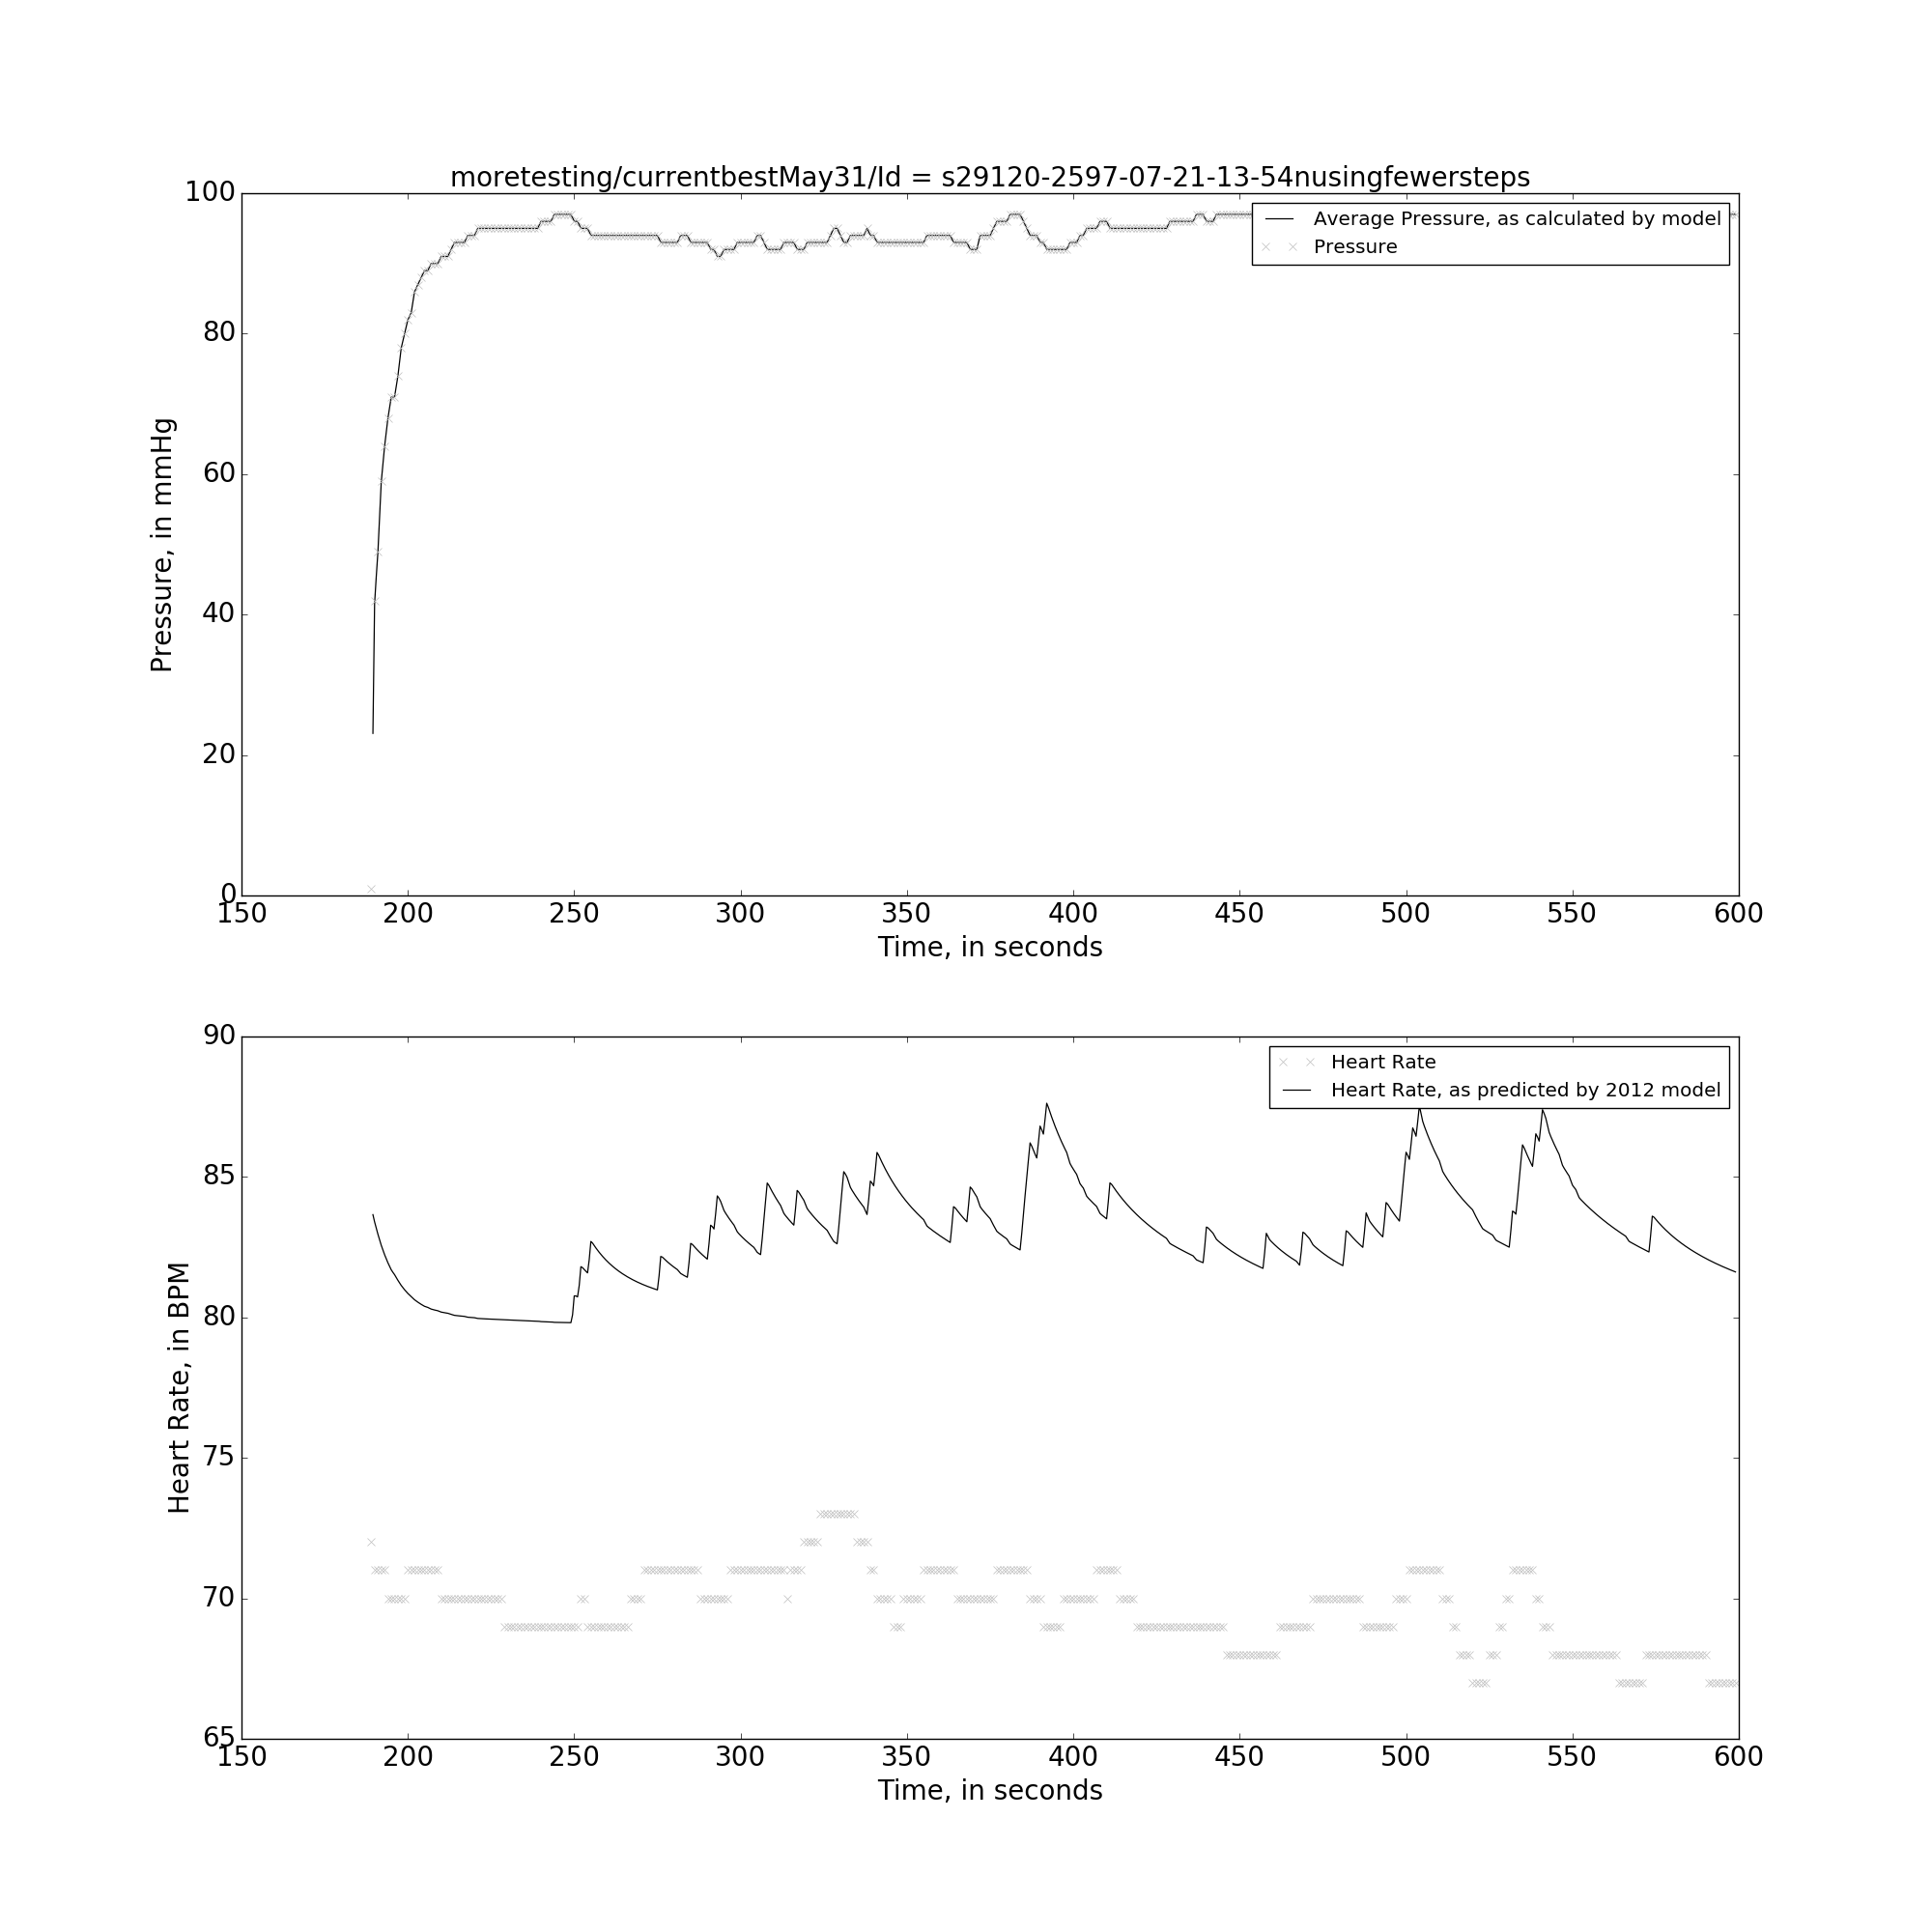 moretesting/currentbestMay31/Id = s29120-2597-07-21-13-54nusingfewersteps
100
80
60
40
20
0
Pressure, in mmHg
Average Pressure, as calculated by model
Pressure
150 200 250 300 350 400 450 500 550 600
Time, in seconds
90
85
80
75
70
65
Heart Rate, in BPM
Heart Rate
Heart Rate, as predicted by 2012 model
150 200 250 300 350 400 450 500 550 600
Time, in seconds